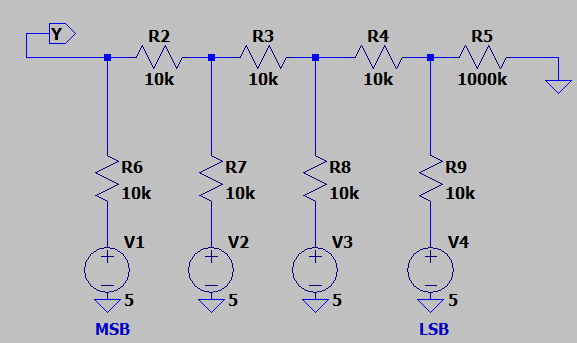 Y
R2 R3 R4 R5
10k 10k 10k 1000k
R6 R7 R8 R9
10k 10k 10k 10k
V1 V2 V3 V4
5 5 5 5
MSB LSB